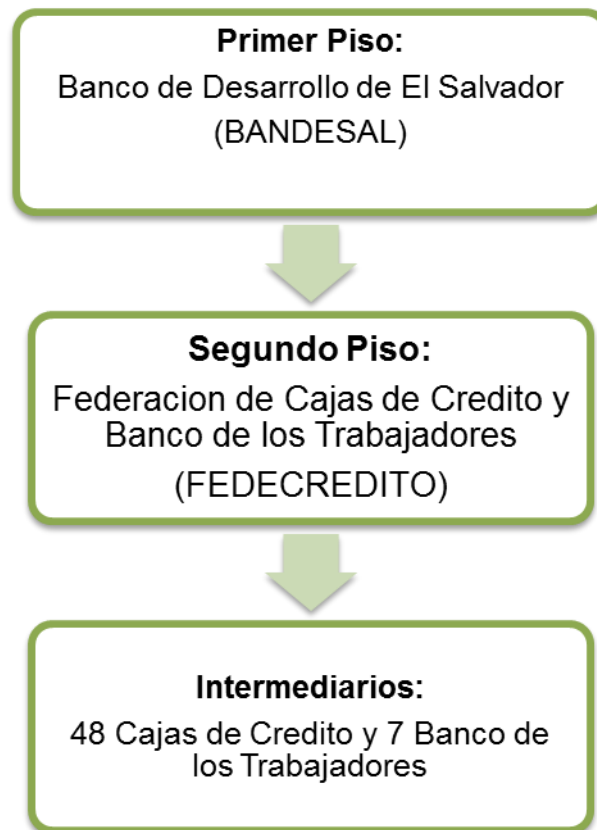 Primer Piso:
Banco de Desarrollo de El Salvador
(BANDESAL)
Segundo Piso:
Federacion de Cajas de Credito y
Banco de los Trabajadores
(FEDECREDITO)
Intermediarios:
48 Cajas de Credito y 7 Banco de
los Trabajadores